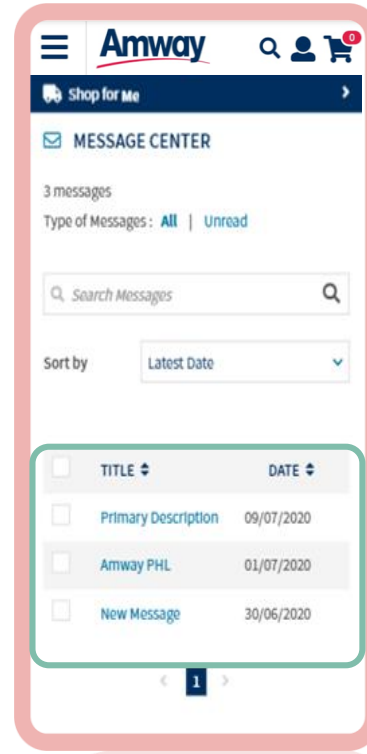 Amway
0
Shop for Me
MESSAGE CENTER
3 messages
Type of Messages : All | Unread
Search Messages
Sort by Latest Date
TITLE DATE
Primary Description 09/07/2020
Amway PHL 01/07/2020
New Message 30/06/2020
< 1 >